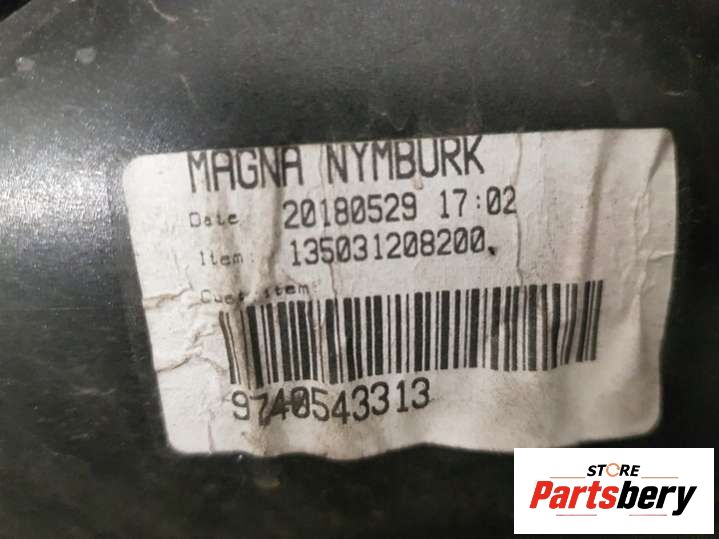 MAGNA NYMBURK
Date 20180529 17:02
Item: 135031208200.
Cust.item:
9740543313
STORE
Partsbery